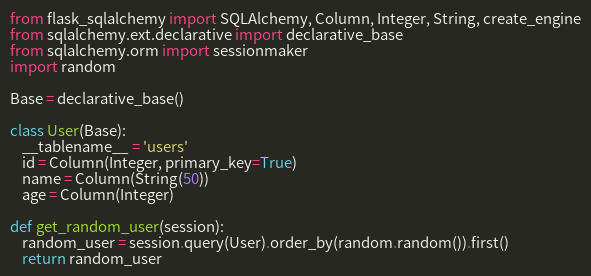 from flask_sqlalchemy import SQLAlchemy, Column, Integer, String, create_engine
from sqlalchemy.ext.declarative import declarative_base
from sqlalchemy.orm import sessionmaker
import random

Base = declarative_base()

class User(Base):
    __tablename__ = 'users'
    id = Column(Integer, primary_key=True)
    name = Column(String(50))
    age = Column(Integer)

def get_random_user(session):
    random_user = session.query(User).order_by(random.random()).first()
    return random_user